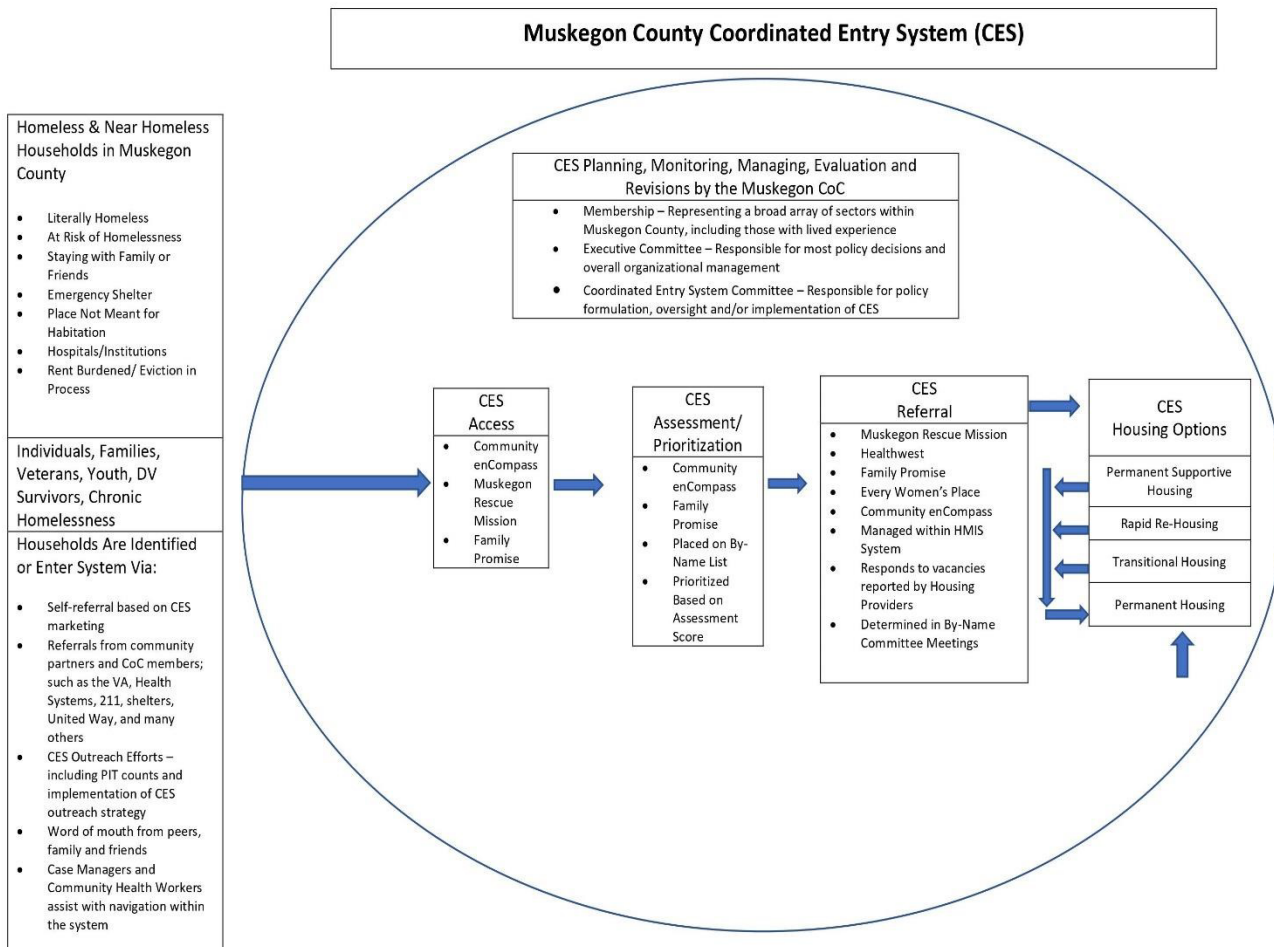 Muskegon County Coordinated Entry System (CES)
Homeless & Near Homeless
Households in Muskegon
County
• Literally Homeless
• At Risk of Homelessness
• Staying with Family or
Friends
• Emergency Shelter
• Place Not Meant for
Habitation
• Hospitals/Institutions
• Rent Burdened/ Eviction in
Process
Individuals, Families,
Veterans, Youth, DV
Survivors, Chronic
Homelessness
Households Are Identified
or Enter System Via:
• Self-referral based on CES
marketing
• Referrals from community
partners and CoC members;
such as the VA, Health
Systems, 211, shelters,
United Way, and many
others
• CES Outreach Efforts –
including PIT counts and
implementation of CES
outreach strategy
• Word of mouth from peers,
family and friends
• Case Managers and
Community Health Workers
assist with navigation within
the system
CES Planning, Monitoring, Managing, Evaluation and
Revisions by the Muskegon CoC
• Membership – Representing a broad array of sectors within
Muskegon County, including those with lived experience
• Executive Committee – Responsible for most policy decisions and
overall organizational management
• Coordinated Entry System Committee – Responsible for policy
formulation, oversight and/or implementation of CES
CES
Access
• Community
enCompass
• Muskegon
Rescue
Mission
• Family
Promise
CES
Assessment/
Prioritization
• Community
enCompass
• Family
Promise
• Placed on By-
Name List
• Prioritized
Based on
Assessment
Score
CES
Referral
• Muskegon Rescue Mission
• Healthwest
• Family Promise
• Every Women's Place
• Community enCompass
• Managed within HMIS
System
• Responds to vacancies
reported by Housing
Providers
• Determined in By-Name
Committee Meetings
CES
Housing Options
Permanent Supportive
Housing
Rapid Re-Housing
Transitional Housing
Permanent Housing